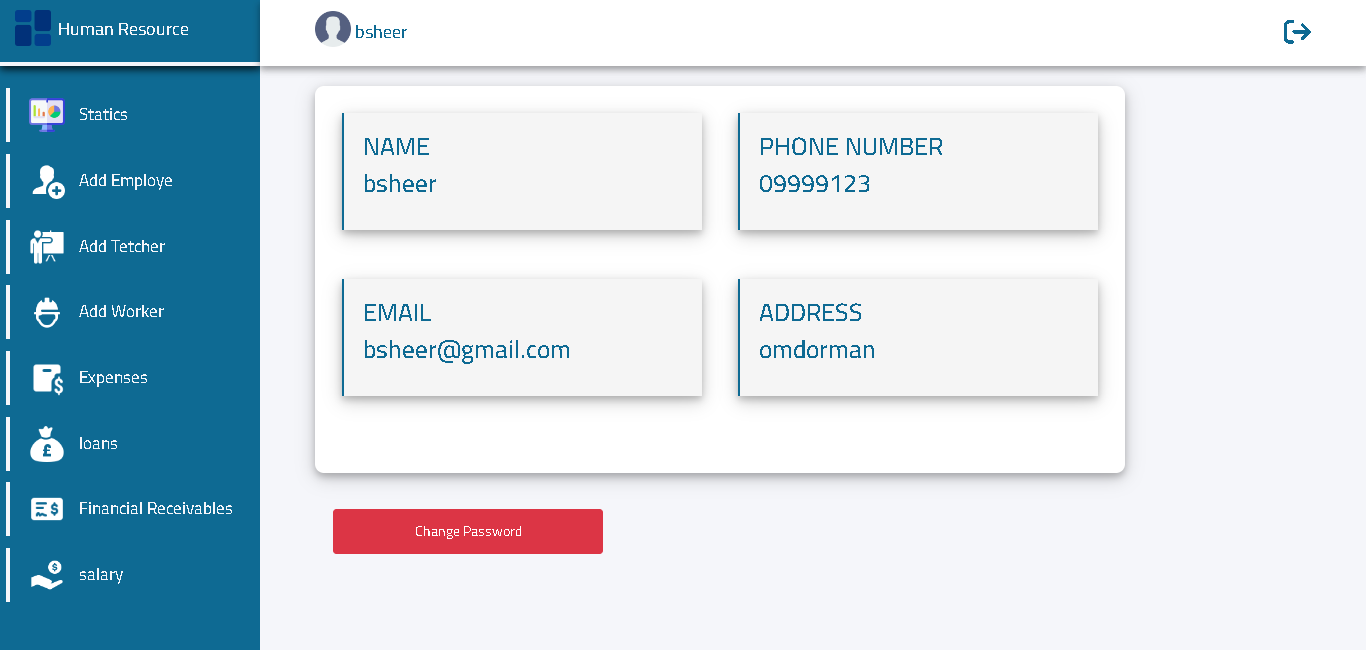 Human Resource
bsheer
Statics
Add Employe
Add Tetcher
Add Worker
Expenses
loans
Financial Receivables
salary
NAME
bsheer
PHONE NUMBER
09999123
EMAIL
bsheer@gmail.com
ADDRESS
omdorman
Change Password